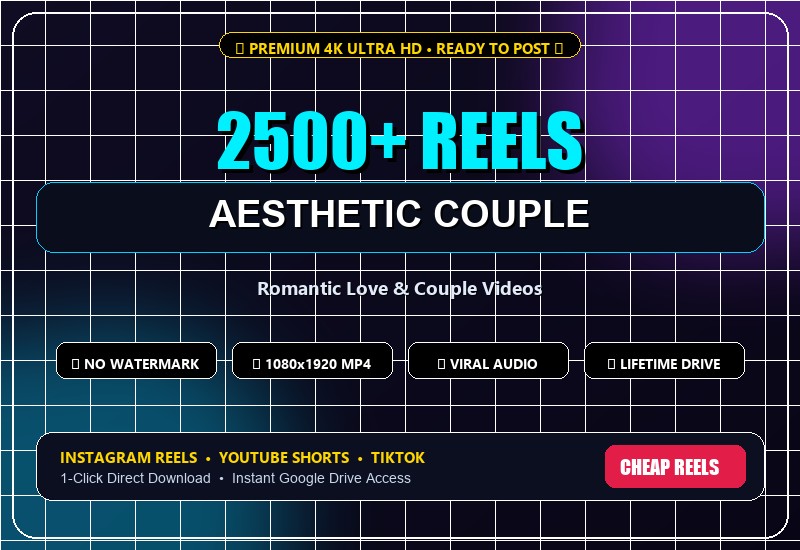 PREMIUM 4K ULTRA HD • READY TO POST
2500+ REELS
AESTHETIC COUPLE
Romantic Love & Couple Videos
NO WATERMARK
1080x1920 MP4
VIRAL AUDIO
LIFETIME DRIVE
INSTAGRAM REELS • YOUTUBE SHORTS • TIKTOK
1-Click Direct Download • Instant Google Drive Access
CHEAP REELS